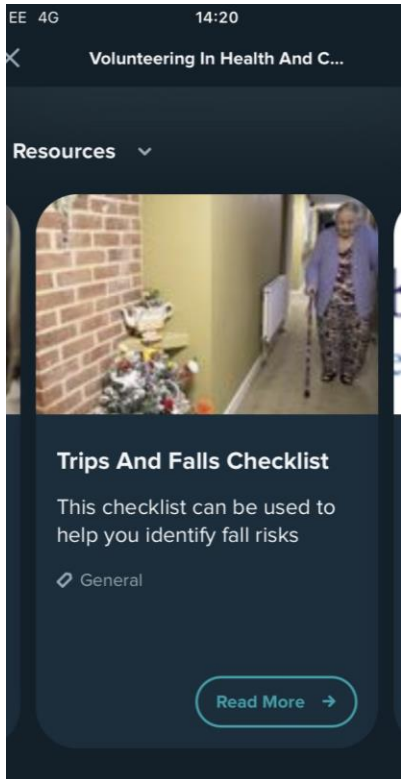 EE 4G 14:20
Volunteering In Health And C...
Resources
Trips And Falls Checklist
This checklist can be used to
help you identify fall risks
General
Read More